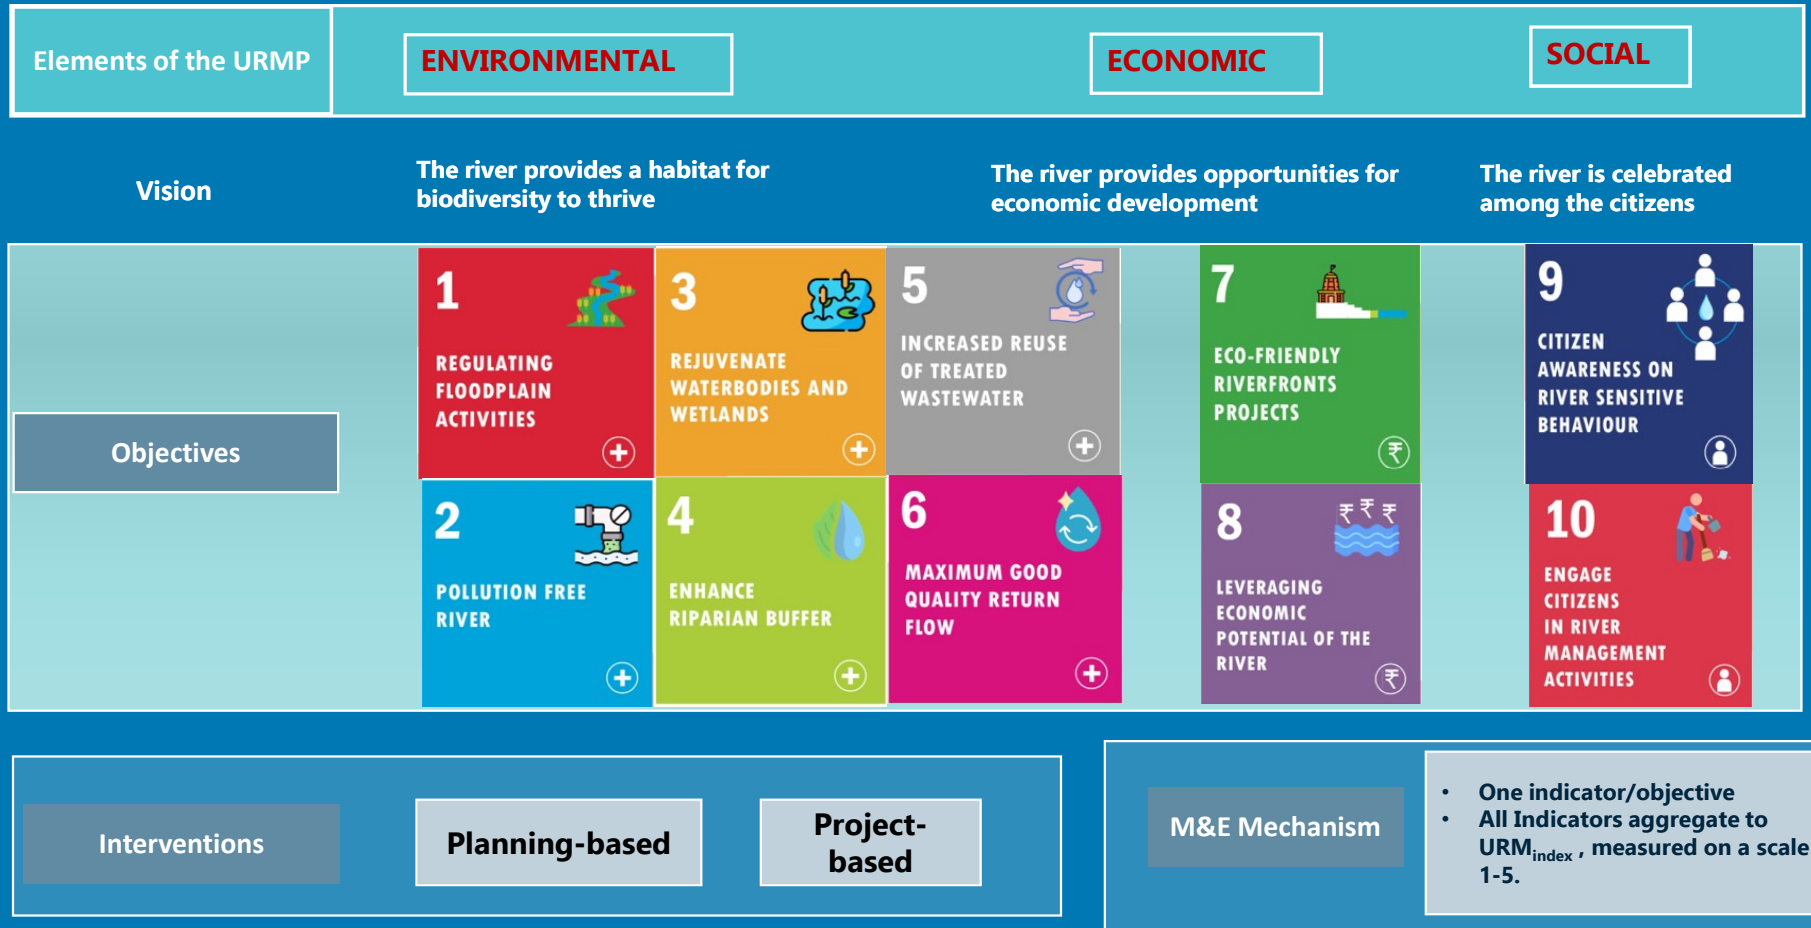 Elements of the URMP
ENVIRONMENTAL
ECONOMIC
SOCIAL
Vision
The river provides a habitat for
biodiversity to thrive
The river provides opportunities for
economic development
The river is celebrated
among the citizens
Objectives
1
REGULATING
FLOODPLAIN
ACTIVITIES
3
REJUVENATE
WATERBODIES AND
WETLANDS
5
INCREASED REUSE
OF TREATED
WASTEWATER
7
ECO-FRIENDLY
RIVERFRONTS
PROJECTS
₹
9
CITIZEN
AWARENESS ON
RIVER SENSITIVE
BEHAVIOUR
2
POLLUTION FREE
RIVER
4
ENHANCE
RIPARIAN BUFFER
6
MAXIMUM GOOD
QUALITY RETURN
FLOW
8
₹ ₹ ₹
LEVERAGING
ECONOMIC
POTENTIAL OF THE
RIVER
₹
10
ENGAGE
CITIZENS
IN RIVER
MANAGEMENT
ACTIVITIES
Interventions
Planning-based
Project-
based
M&E Mechanism
• One indicator/objective
• All Indicators aggregate to
URMindex , measured on a scale
1-5.